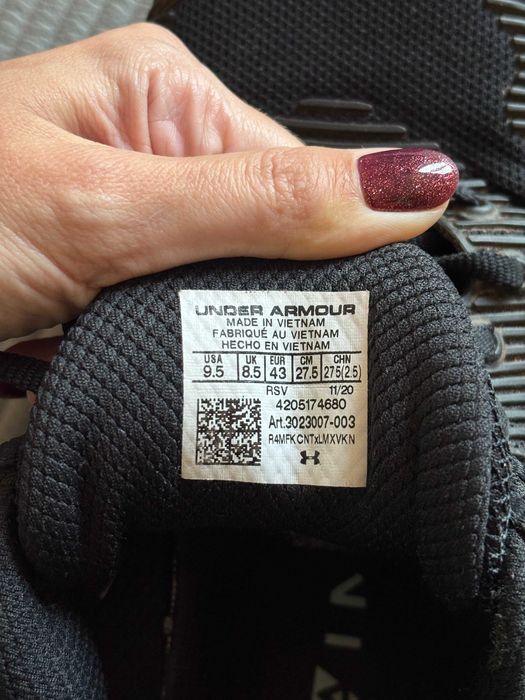 UNDER ARMOUR
MADE IN VIETNAM
FABRIQUÉ AU VIETNAM
HECHO EN VIETNAM
USA UK EUR CM CHN
9.5 8.5 43 27.5 275(2.5)
RSV 11/20
4205174680
Art.3023007-003
R4MFKCNTxLMXVKN